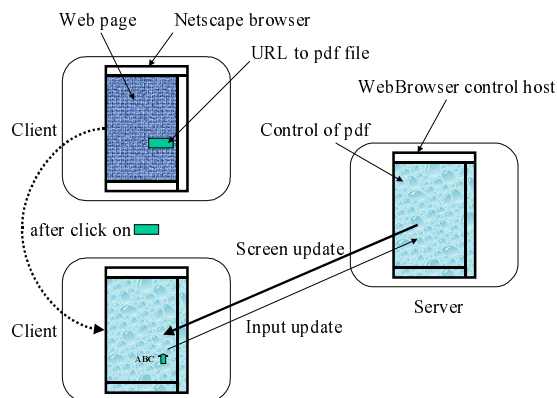 Web page
Netscape browser
URL to pdf file
WebBrowser control host
Client
Control of pdf
after click on
Screen update
Server
Client
Input update
ABC